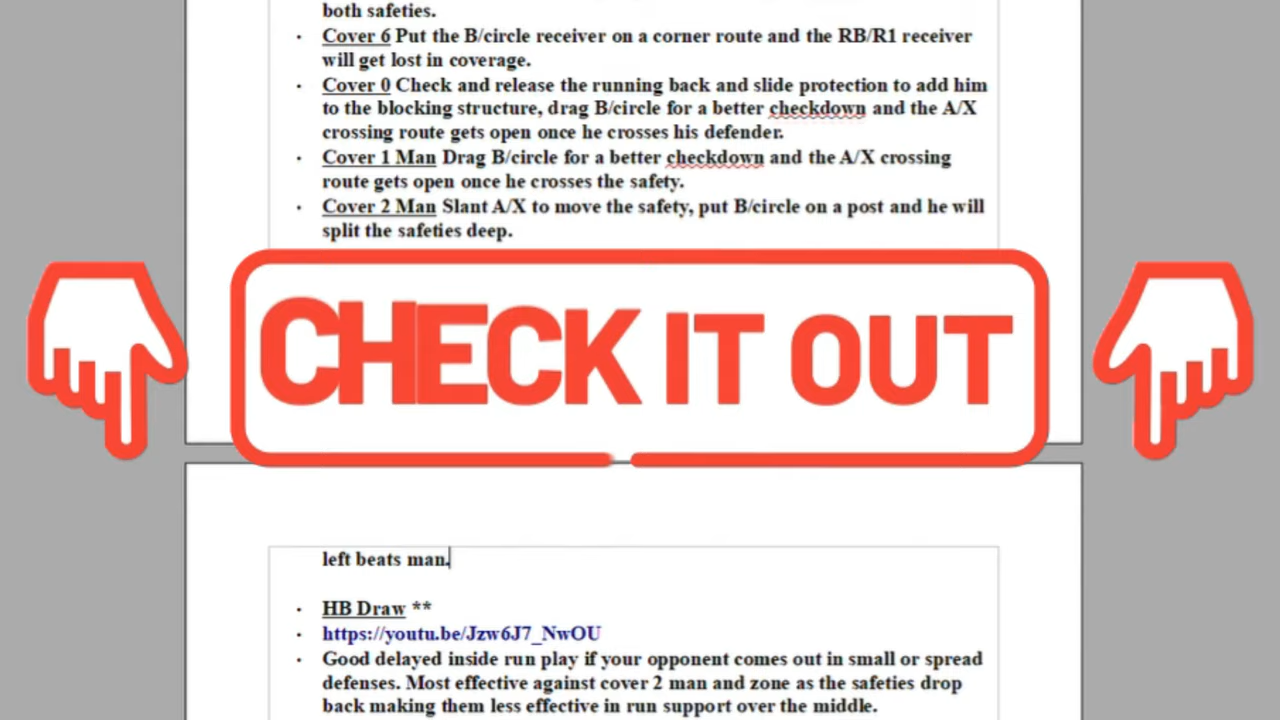 both safeties.
· Cover 6 Put the B/circle receiver on a corner route and the RB/R1 receiver
will get lost in coverage.
· Cover 0 Check and release the running back and slide protection to add him
to the blocking structure, drag B/circle for a better checkdown and the A/X
crossing route gets open once he crosses his defender.
· Cover 1 Man Drag B/circle for a better checkdown and the A/X crossing
route gets open once he crosses the safety.
· Cover 2 Man Slant A/X to move the safety, put B/circle on a post and he will
split the safeties deep.
CHECK IT OUT
left beats man.
· HB Draw **
· https://youtu.be/Jzw6J7_NwOU
· Good delayed inside run play if your opponent comes out in small or spread
defenses. Most effective against cover 2 man and zone as the safeties drop
back making them less effective in run support over the middle.